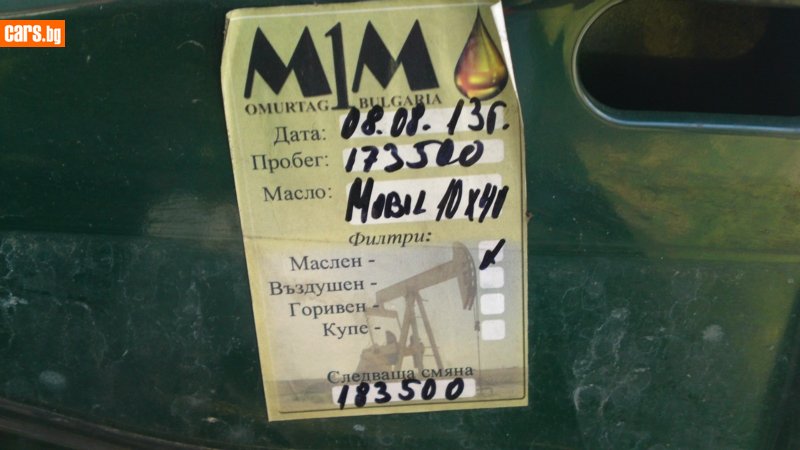 cars.bg
M1M
OMURTAG BULGARIA
Дата: 08.08.13г.
Пробег: 173500
Масло: MOBIL 10x40
Филтри:
Маслен -
Въздушен -
Горивен -
Купе -
Следваща смяна
183500